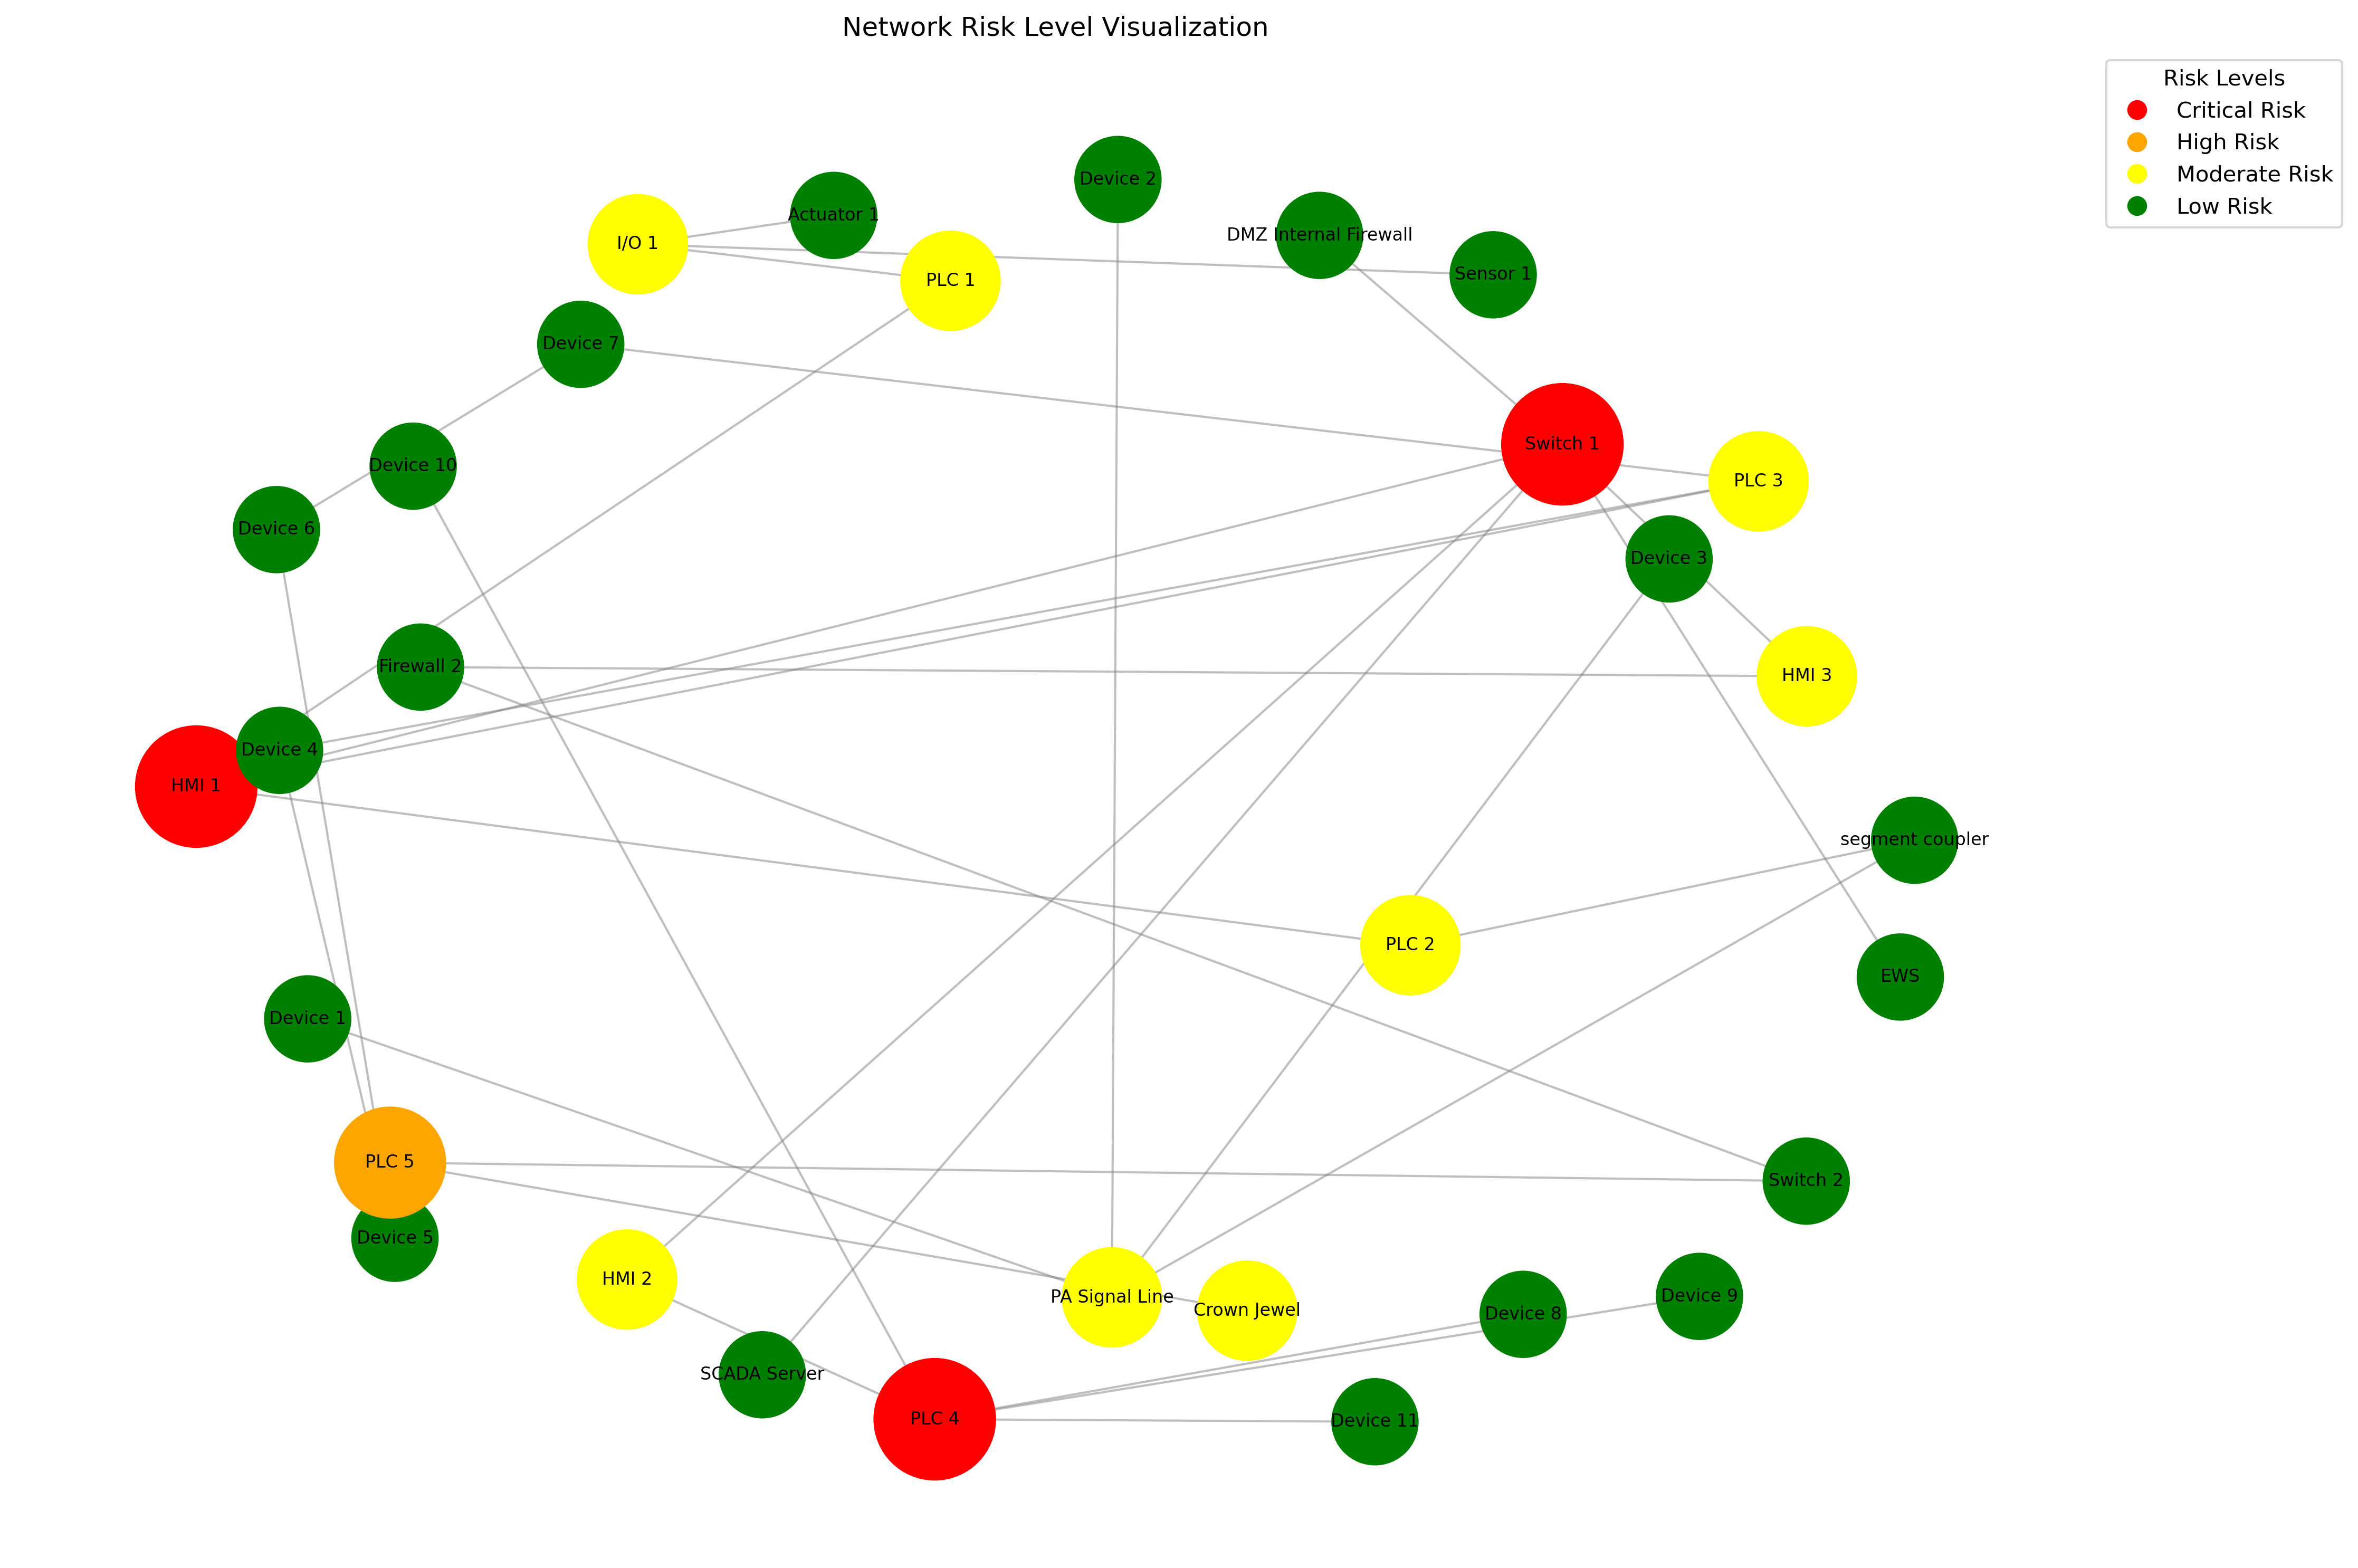 Network Risk Level Visualization
Risk Levels
Critical Risk
High Risk
Moderate Risk
Low Risk
Device 2
Actuator 1
DMZ Internal Firewall
I/O 1
Sensor 1
PLC 1
Device 7
Switch 1
Device 10
PLC 3
Device 6
Device 3
Firewall 2
HMI 3
Device 4
HMI 1
segment coupler
PLC 2
EWS
Device 1
PLC 5
Switch 2
Device 5
HMI 2
PA Signal Line
Device 9
Crown Jewel
Device 8
SCADA Server
PLC 4
Device 11